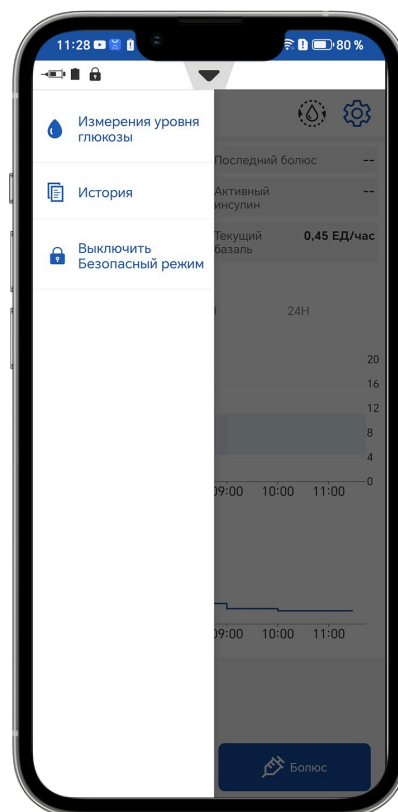 11:28
80 %
Измерения уровня
глюкозы
История
Выключить
Безопасный режим
Последний болюс --
Активный
инсулин --
Текущий
базаль 0,45 ЕД/час
24H
20
16
12
8
4
0
09:00 10:00 11:00
09:00 10:00 11:00
Болюс